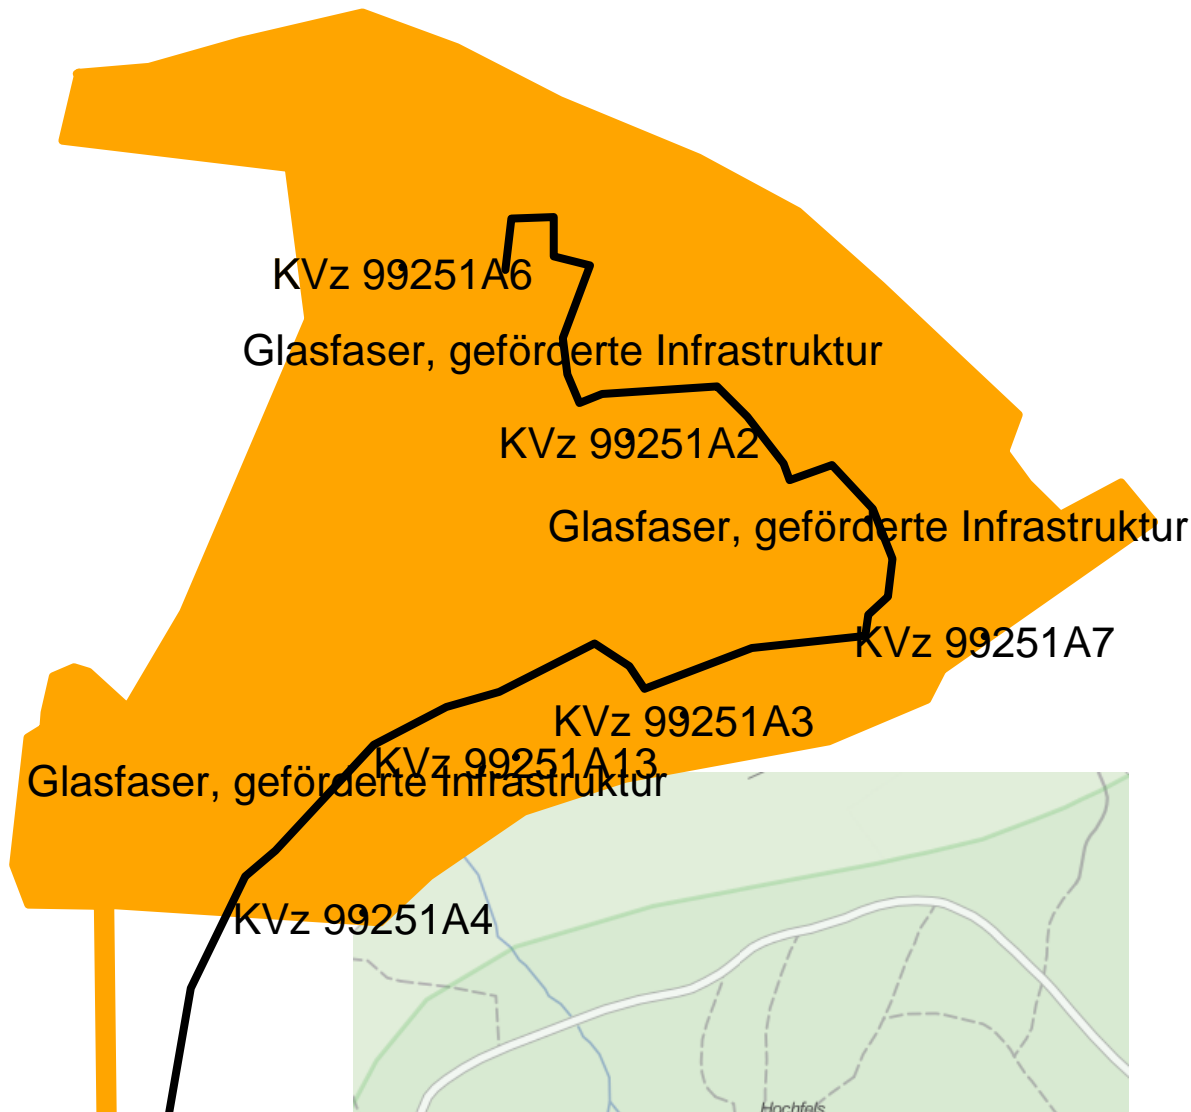 KVz 99251A6
Glasfaser, geförderte Infrastruktur
KVz 99251A2
Glasfaser, geförderte Infrastruktur
KVz 99251A7
KVz 99251A3
KVz 99251A13
Glasfaser, geförderte Infrastruktur
KVz 99251A4
Hochfels